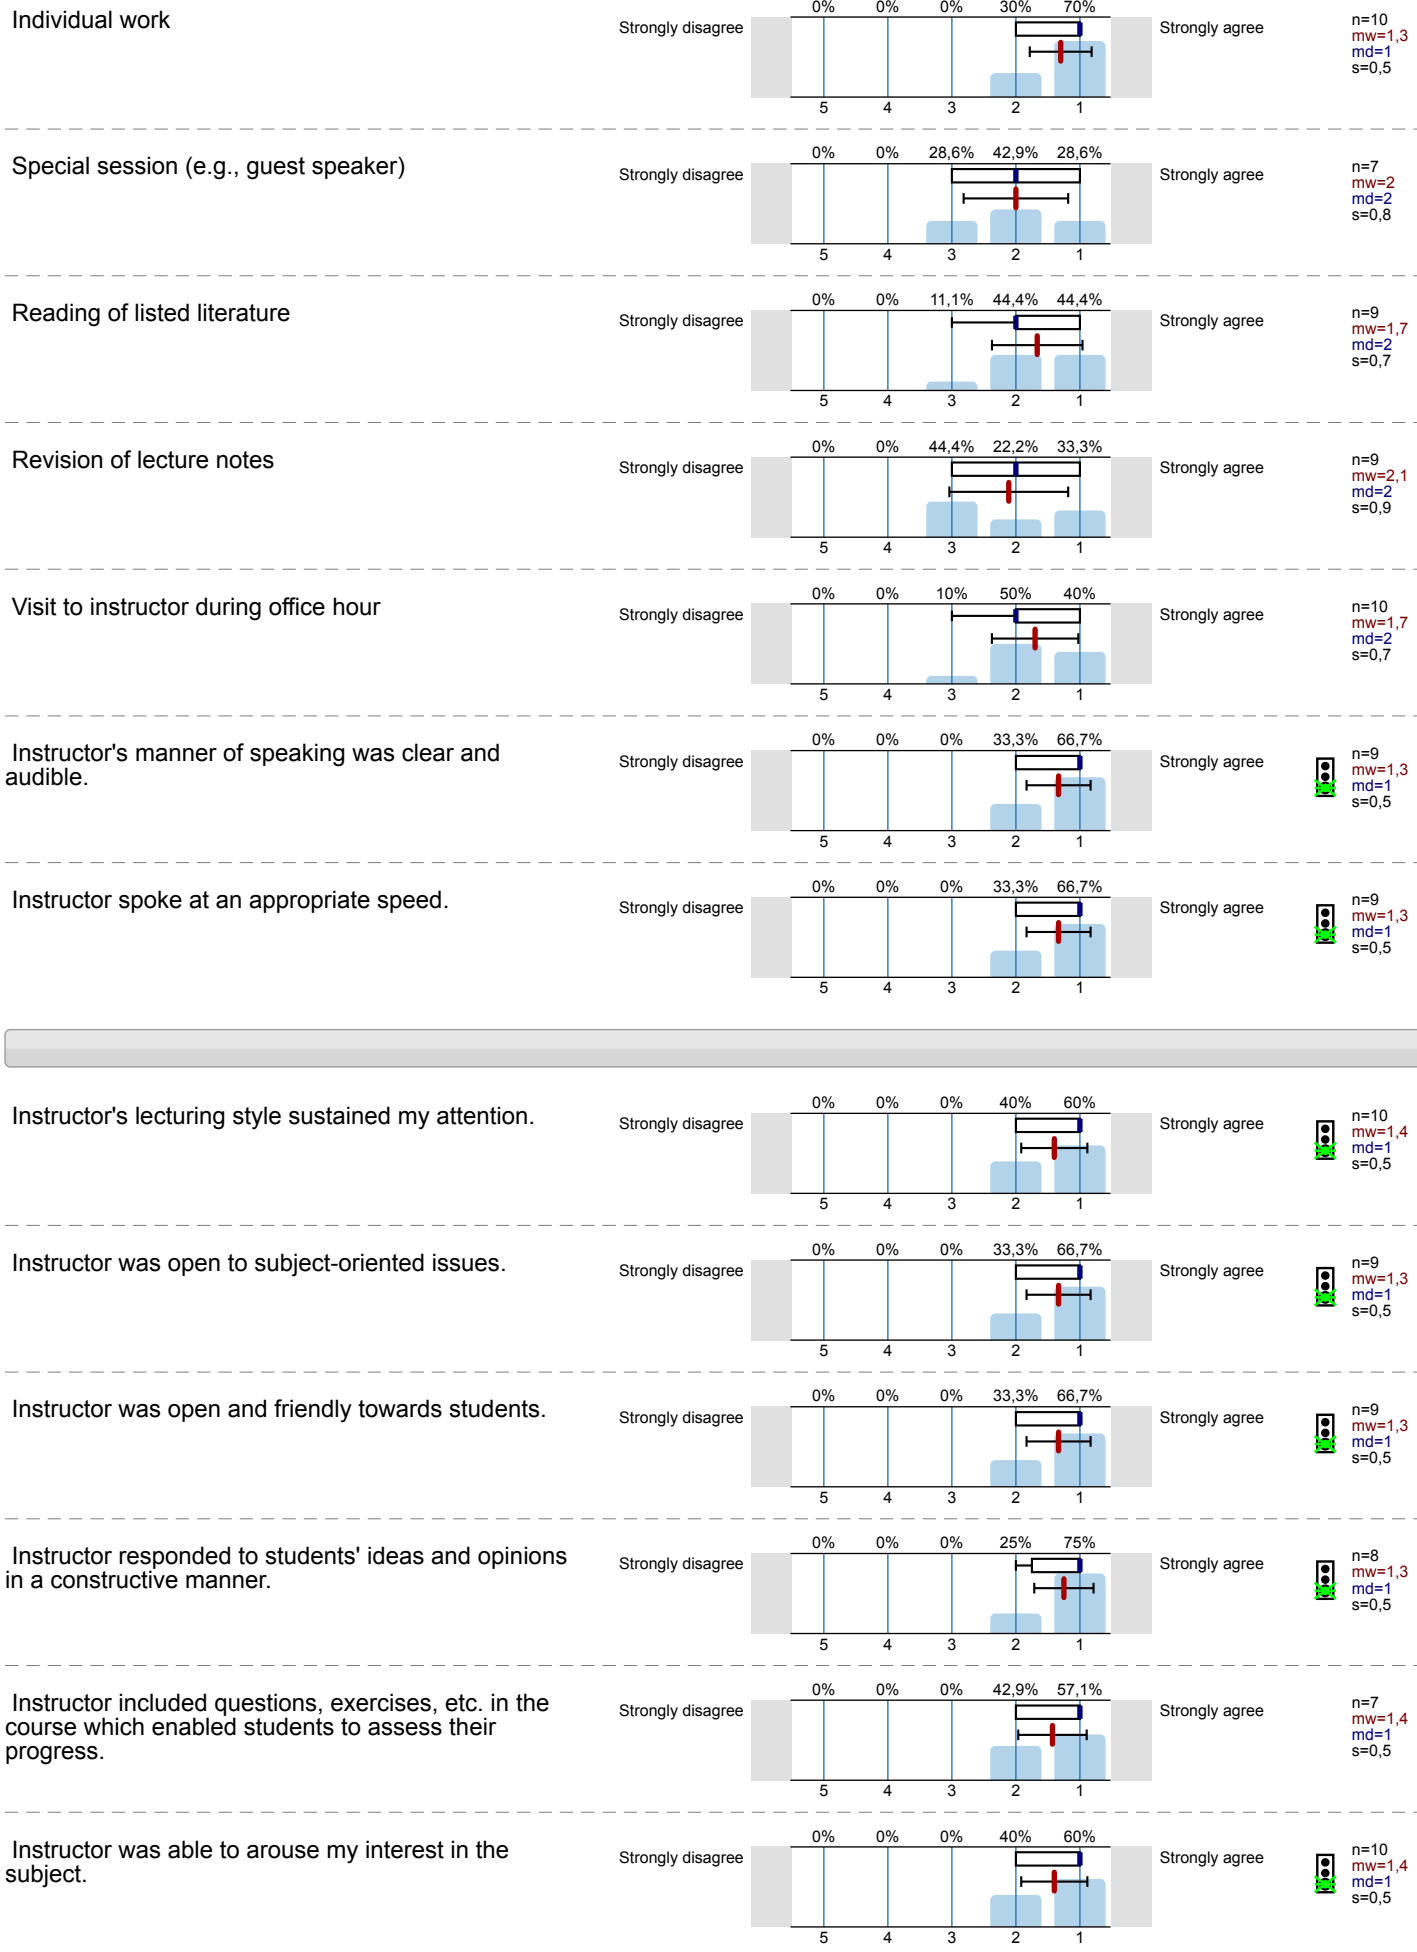 0% 0% 0% 30% 70%
Individual work
Strongly disagree
Strongly agree
n=10
mw=1,3
md=1
s=0,5
5 4 3 2 1
0% 0% 28,6% 42,9% 28,6%
Special session (e.g., guest speaker)
Strongly disagree
Strongly agree
n=7
mw=2
md=2
s=0,8
5 4 3 2 1
0% 0% 11,1% 44,4% 44,4%
Reading of listed literature
Strongly disagree
Strongly agree
n=9
mw=1,7
md=2
s=0,7
5 4 3 2 1
0% 0% 44,4% 22,2% 33,3%
Revision of lecture notes
Strongly disagree
Strongly agree
n=9
mw=2,1
md=2
s=0,9
5 4 3 2 1
0% 0% 10% 50% 40%
Visit to instructor during office hour
Strongly disagree
Strongly agree
n=10
mw=1,7
md=2
s=0,7
5 4 3 2 1
0% 0% 0% 33,3% 66,7%
Instructor's manner of speaking was clear and
audible.
Strongly disagree
Strongly agree
n=9
mw=1,3
md=1
s=0,5
5 4 3 2 1
0% 0% 0% 33,3% 66,7%
Instructor spoke at an appropriate speed.
Strongly disagree
Strongly agree
n=9
mw=1,3
md=1
s=0,5
5 4 3 2 1
0% 0% 0% 40% 60%
Instructor's lecturing style sustained my attention.
Strongly disagree
Strongly agree
n=10
mw=1,4
md=1
s=0,5
5 4 3 2 1
0% 0% 0% 33,3% 66,7%
Instructor was open to subject-oriented issues.
Strongly disagree
Strongly agree
n=9
mw=1,3
md=1
s=0,5
5 4 3 2 1
0% 0% 0% 33,3% 66,7%
Instructor was open and friendly towards students.
Strongly disagree
Strongly agree
n=9
mw=1,3
md=1
s=0,5
5 4 3 2 1
0% 0% 0% 25% 75%
Instructor responded to students' ideas and opinions
in a constructive manner.
Strongly disagree
Strongly agree
n=8
mw=1,3
md=1
s=0,5
5 4 3 2 1
0% 0% 0% 42,9% 57,1%
Instructor included questions, exercises, etc. in the
course which enabled students to assess their
progress.
Strongly disagree
Strongly agree
n=7
mw=1,4
md=1
s=0,5
5 4 3 2 1
0% 0% 0% 40% 60%
Instructor was able to arouse my interest in the
subject.
Strongly disagree
Strongly agree
n=10
mw=1,4
md=1
s=0,5
5 4 3 2 1